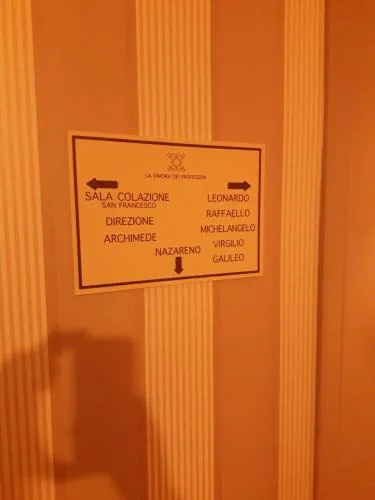 LA DIMORA DEI PROFESSORI
SALA COLAZIONE
SAN FRANCESCO
DIREZIONE
ARCHIMEDE
NAZARENO
LEONARDO
RAFFAELLO
MICHELANGELO
VIRGILIO
GALILEO